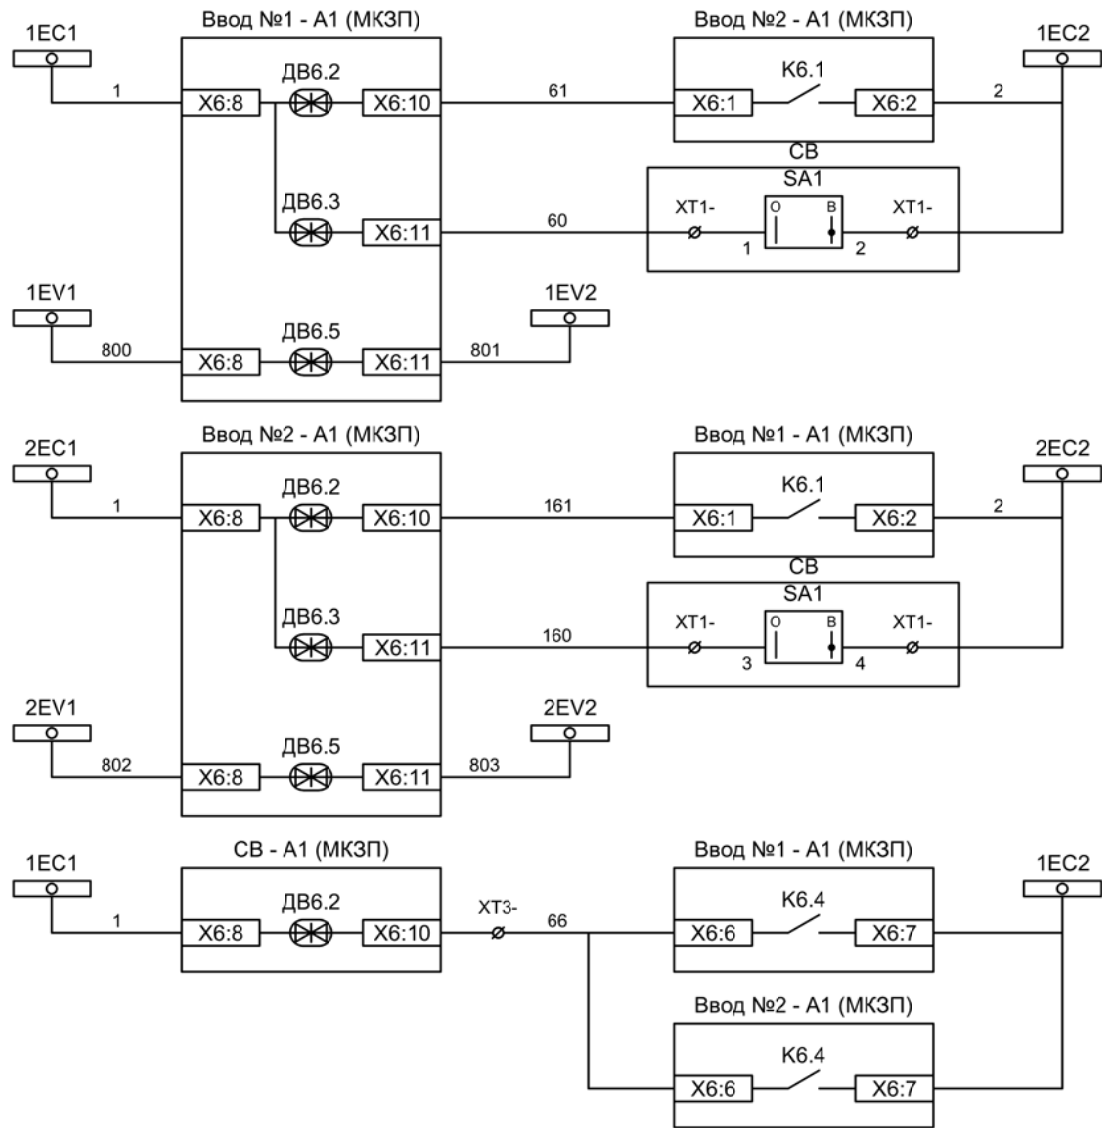 Ввод №1 - А1 (МКЗП) Ввод №2 - А1 (МКЗП)
1ЕС1 1ЕС2
ДВ6.2 К6.1
1 61 2
Х6:8 Х6:10 Х6:1 Х6:2
СВ
SA1
ДВ6.3 ХТ1- О В ХТ1-
60
Х6:11 1 2
1EV1 1EV2
ДВ6.5
800 801
Х6:8 Х6:11
Ввод №2 - А1 (МКЗП) Ввод №1 - А1 (МКЗП)
2ЕС1 2ЕС2
ДВ6.2 К6.1
1 161 2
Х6:8 Х6:10 Х6:1 Х6:2
СВ
SA1
ДВ6.3 ХТ1- О В ХТ1-
160
Х6:11 3 4
2EV1 2EV2
ДВ6.5
802 803
Х6:8 Х6:11
СВ - А1 (МКЗП) Ввод №1 - А1 (МКЗП)
1ЕС1 1ЕС2
ДВ6.2 ХТ3- К6.4
1 66
Х6:8 Х6:10 Х6:6 Х6:7
Ввод №2 - А1 (МКЗП)
К6.4
Х6:6 Х6:7